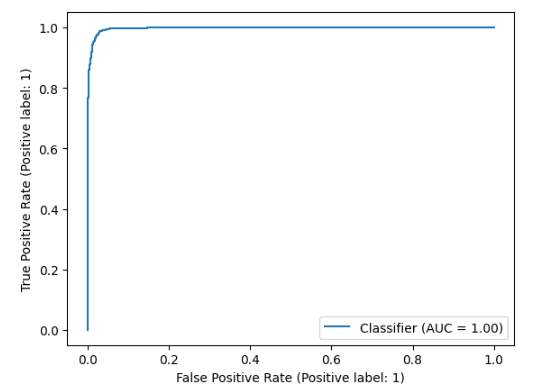 1.0
0.8
0.6
0.4
0.2
0.0
True Positive Rate (Positive label: 1)
Classifier (AUC = 1.00)
0.0 0.2 0.4 0.6 0.8 1.0
False Positive Rate (Positive label: 1)